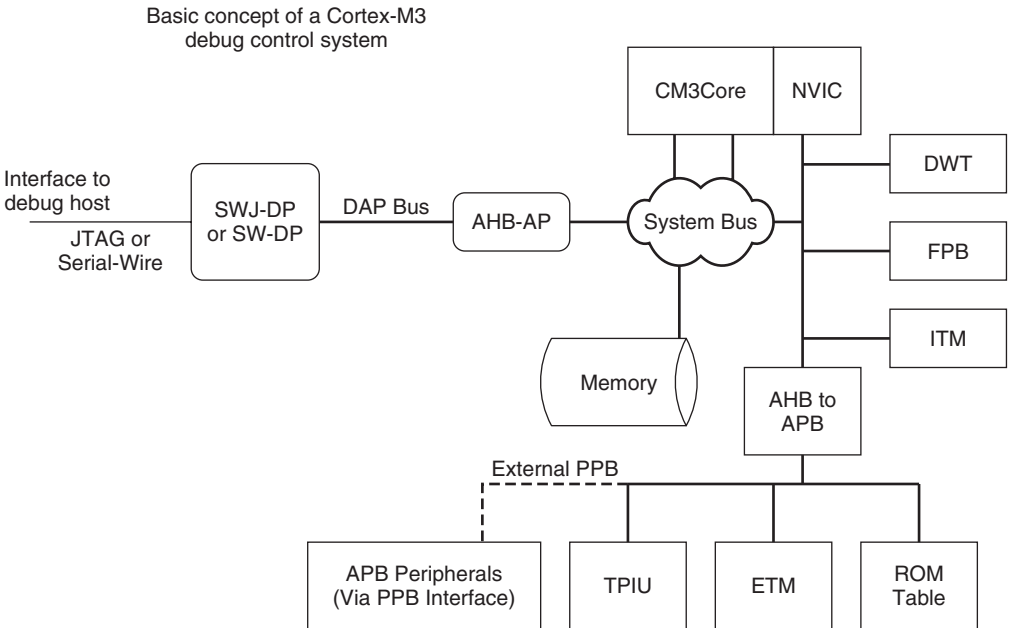 Basic concept of a Cortex-M3
debug control system
CM3Core
NVIC
DWT
Interface to
debug host
JTAG or
Serial-Wire
SWJ-DP
or SW-DP
DAP Bus
AHB-AP
System Bus
FPB
ITM
Memory
AHB to
APB
External PPB
APB Peripherals
(Via PPB Interface)
TPIU
ETM
ROM
Table